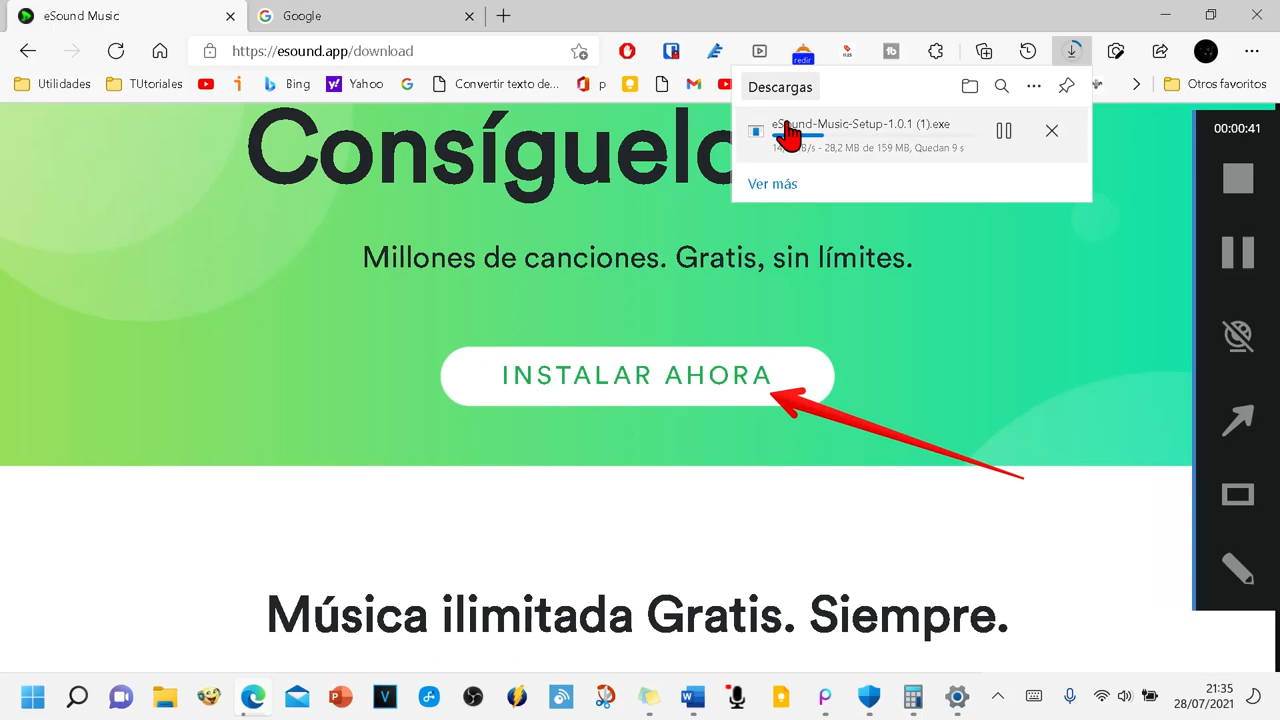 eSound Music
Google
https://esound.app/download
redir
Utilidades
TUtoriales
Bing
Yahoo
Convertir texto de...
p
Otros favoritos
Descargas
eSound-Music-Setup-1.0.1 (1).exe
B/s - 28,2 MB de 159 MB, Quedan 9 s
Ver más
00:00:41
Consíguelo
Millones de canciones. Gratis, sin límites.
INSTALAR AHORA
Música ilimitada Gratis. Siempre.
21:35
28/07/2021